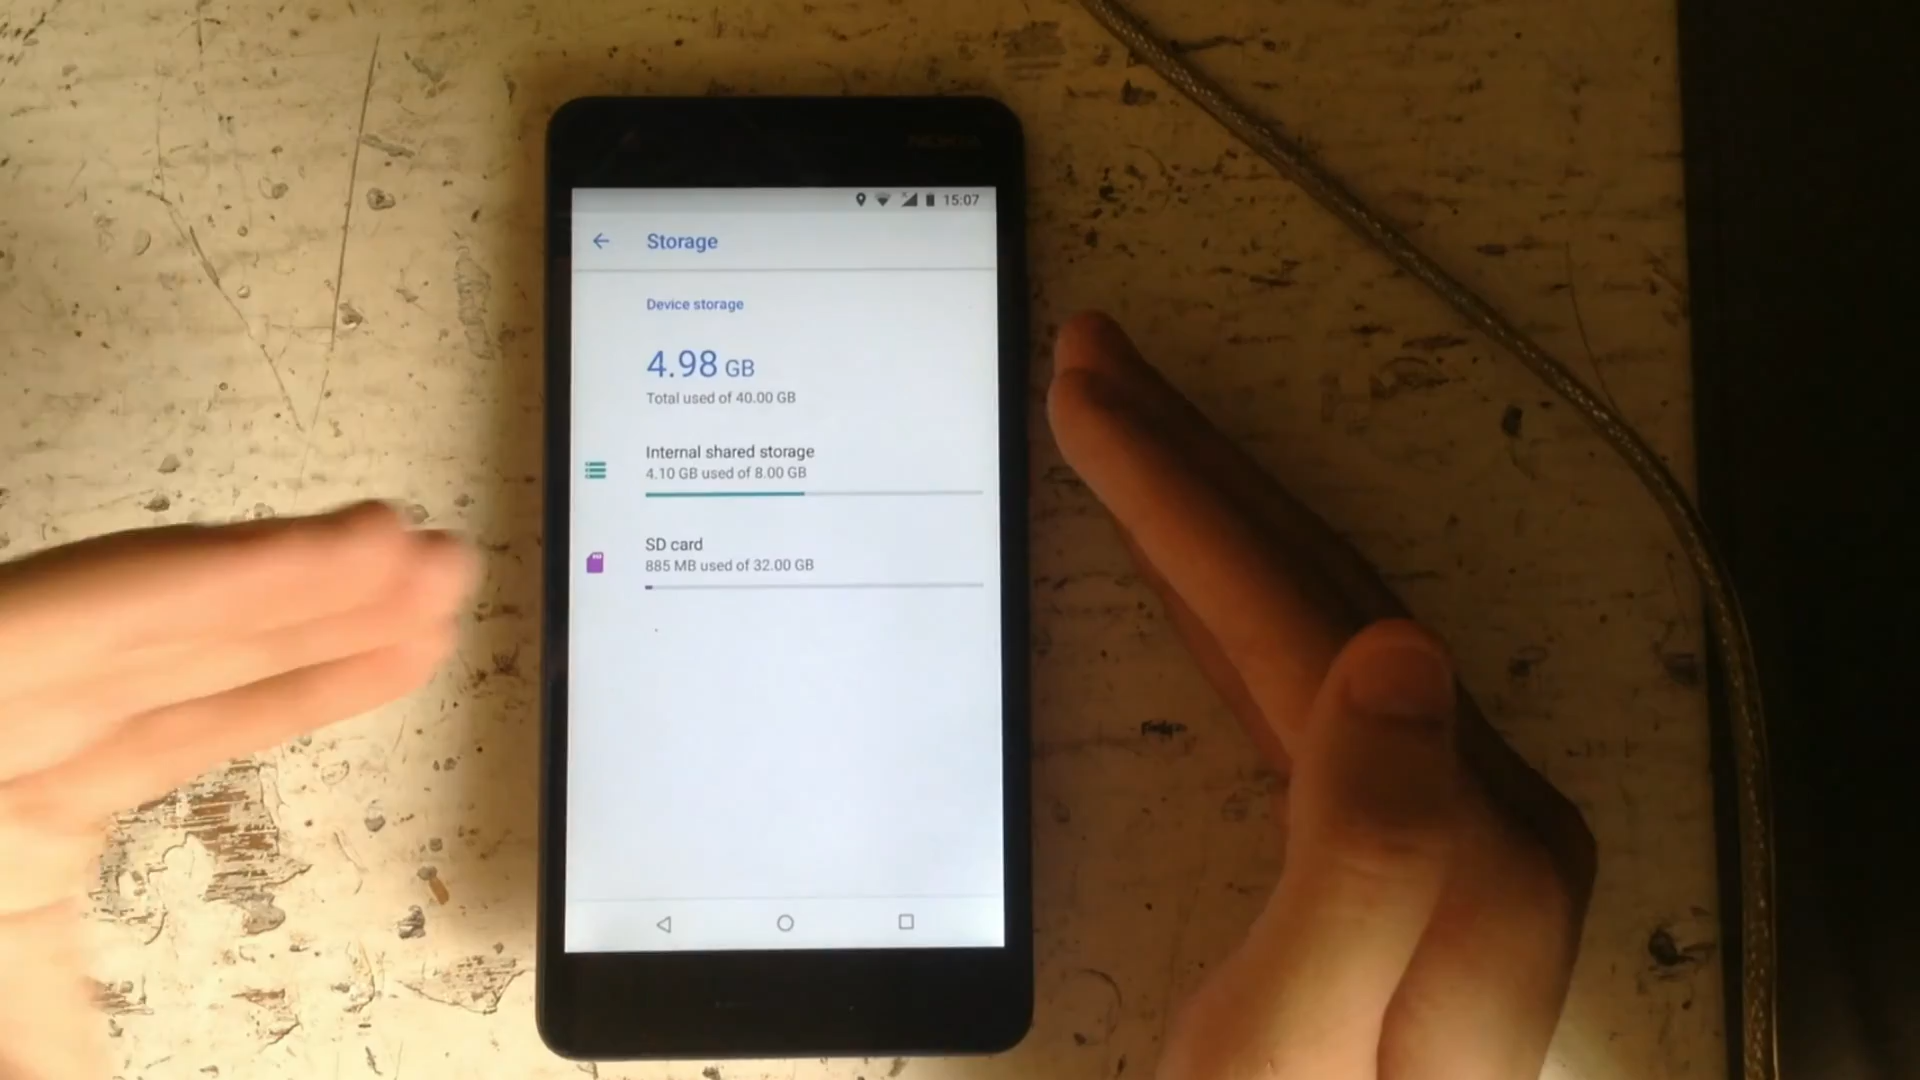 NOKIA
15:07
Storage
Device storage
4.98 GB
Total used of 40.00 GB
Internal shared storage
4.10 GB used of 8.00 GB
SD card
885 MB used of 32.00 GB